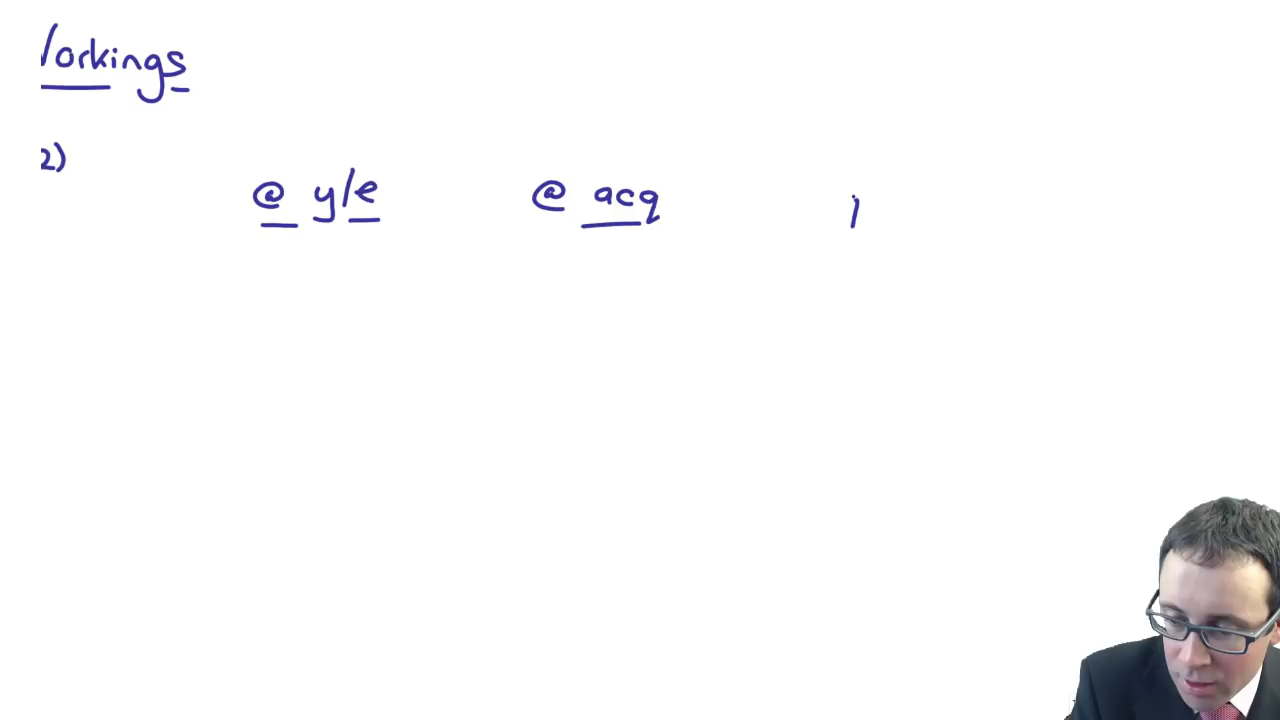 orkings
2)
@ y/e @ acq